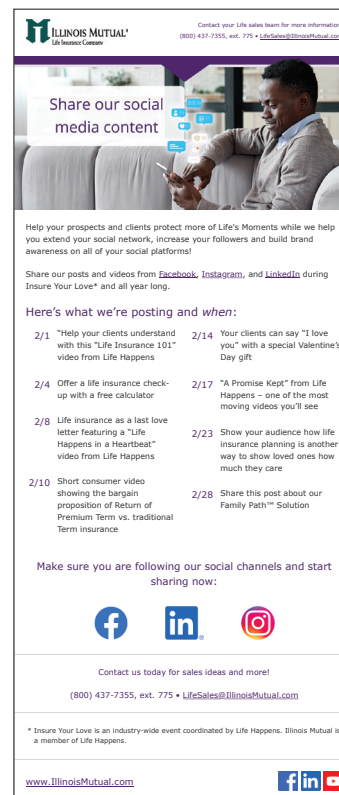 ILLINOIS MUTUAL®
Life Insurance Company
Contact your Life sales team for more information
(800) 437-7355, ext. 775 • LifeSales@IllinoisMutual.com
Share our social
media content
Help your prospects and clients protect more of Life's Moments while we help
you extend your social network, increase your followers and build brand
awareness on all of your social platforms!
Share our posts and videos from Facebook, Instagram, and LinkedIn during
Insure Your Love* and all year long.
Here's what we're posting and when:
2/1 "Help your clients understand
with this "Life Insurance 101"
video from Life Happens
2/4 Offer a life insurance check-
up with a free calculator
2/8 Life insurance as a last love
letter featuring a "Life
Happens in a Heartbeat"
video from Life Happens
2/10 Short consumer video
showing the bargain
proposition of Return of
Premium Term vs. traditional
Term insurance
2/14 Your clients can say "I love
you" with a special Valentine's
Day gift
2/17 "A Promise Kept" from Life
Happens – one of the most
moving videos you'll see
2/23 Show your audience how life
insurance planning is another
way to show loved ones how
much they care
2/28 Share this post about our
Family Path™ Solution
Make sure you are following our social channels and start
sharing now:
in®
Contact us today for sales ideas and more!
(800) 437-7355, ext. 775 • LifeSales@IllinoisMutual.com
* Insure Your Love is an industry-wide event coordinated by Life Happens. Illinois Mutual is
a member of Life Happens.
www.IllinoisMutual.com
in